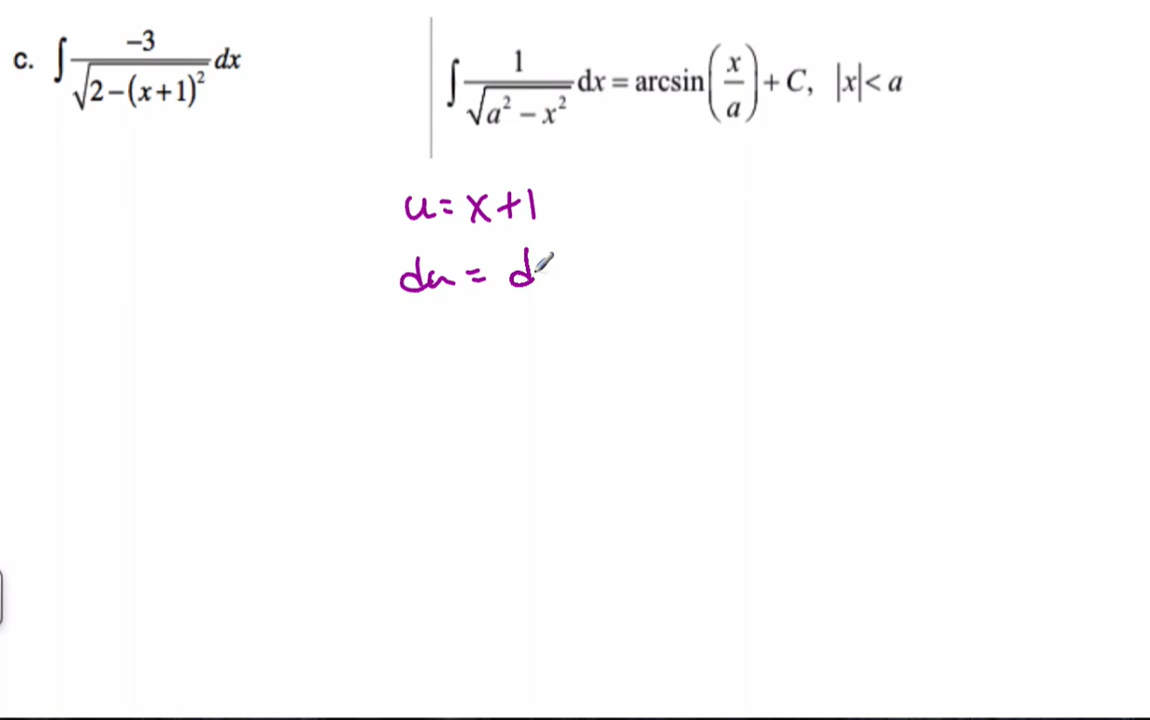 c. ∫ −3/√(2−(x+1)²) dx
∫ 1/√(a² − x²) dx = arcsin(x/a) + C, |x| < a
u = x+1
du = d